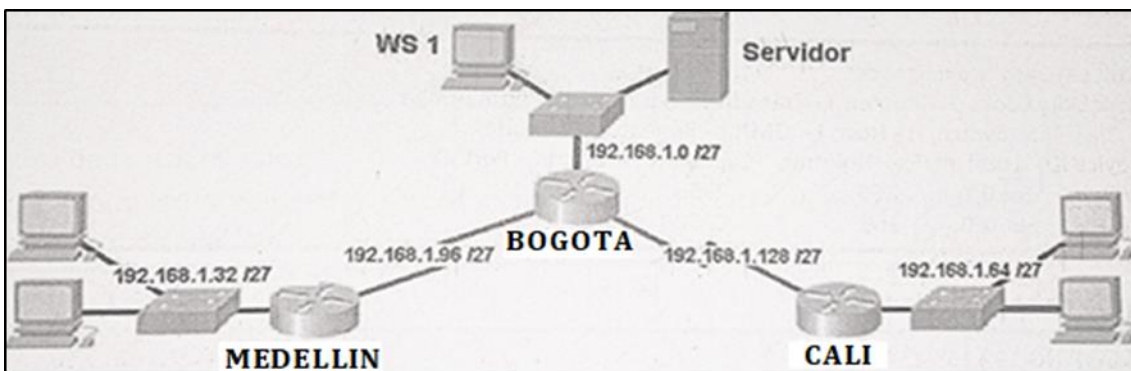 WS 1
Servidor
192.168.1.0 /27
BOGOTA
192.168.1.96 /27
192.168.1.128 /27
192.168.1.32 /27
192.168.1.64 /27
MEDELLIN
CALI